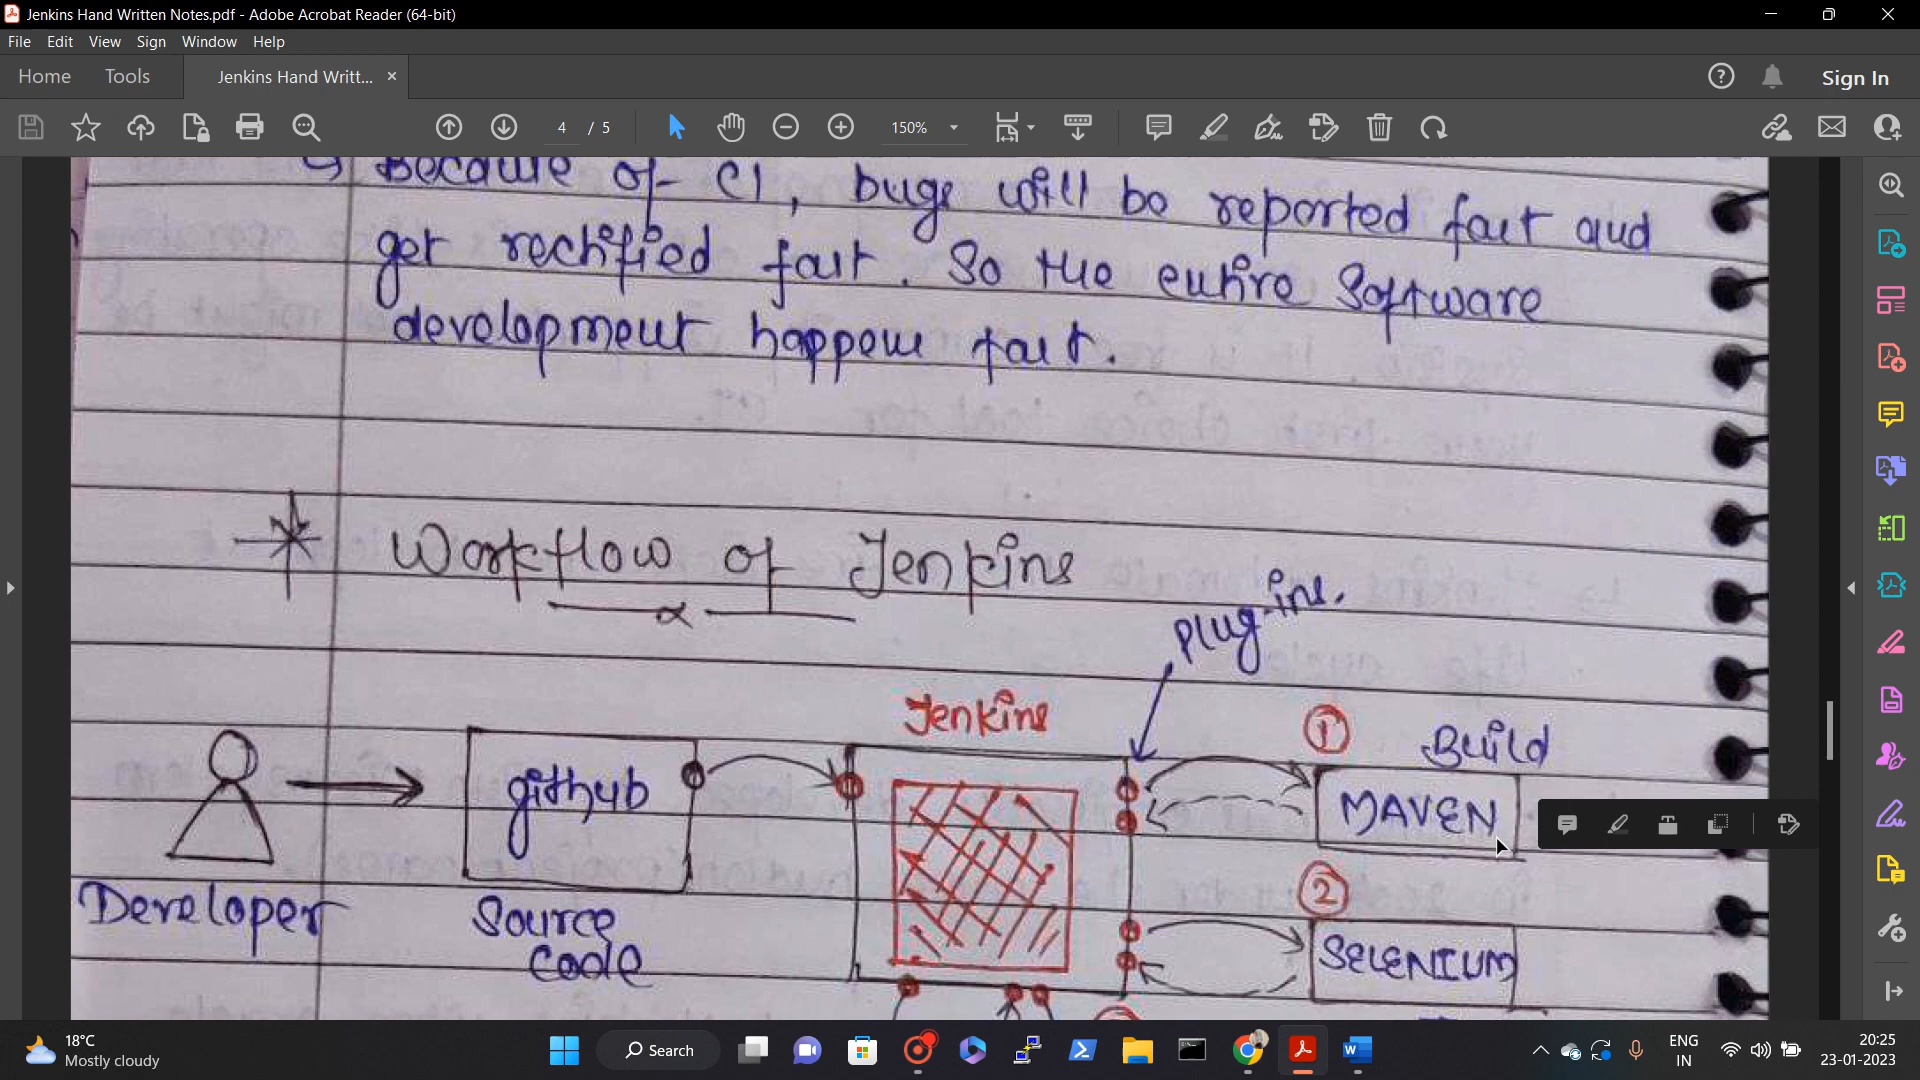 Jenkins Hand Written Notes.pdf - Adobe Acrobat Reader (64-bit)
File Edit View Sign Window Help
Home Tools Jenkins Hand Writt... × Sign In
4 / 5 150%
↳ Because of CI, bugs will be reported fast and
get rectified fast. So the entire Software
development happens fast.
* Workflow of Jenkins
plug-ins.
Jenkins
① Build
github
MAVEN
②
Developer
Source
Code
SELENIUM
18°C
Mostly cloudy
Search
ENG
IN
20:25
23-01-2023